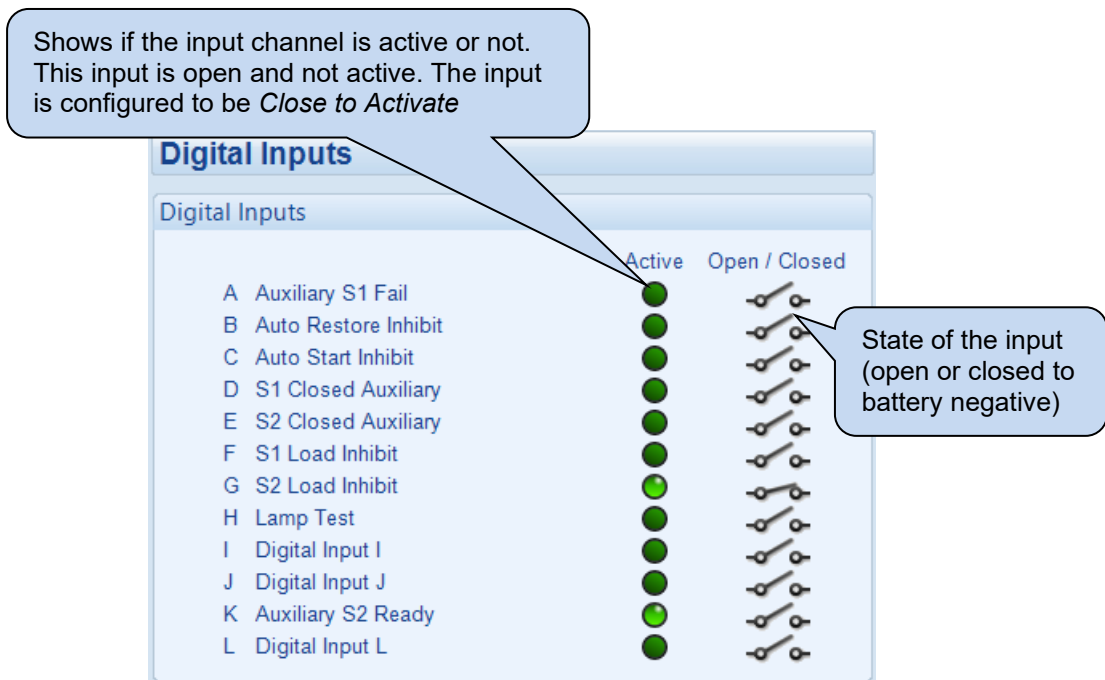 Shows if the input channel is active or not.
This input is open and not active. The input
is configured to be Close to Activate
Digital Inputs
Digital Inputs
Active Open / Closed
A Auxiliary S1 Fail
B Auto Restore Inhibit
C Auto Start Inhibit
D S1 Closed Auxiliary
E S2 Closed Auxiliary
F S1 Load Inhibit
G S2 Load Inhibit
H Lamp Test
I Digital Input I
J Digital Input J
K Auxiliary S2 Ready
L Digital Input L
State of the input
(open or closed to
battery negative)